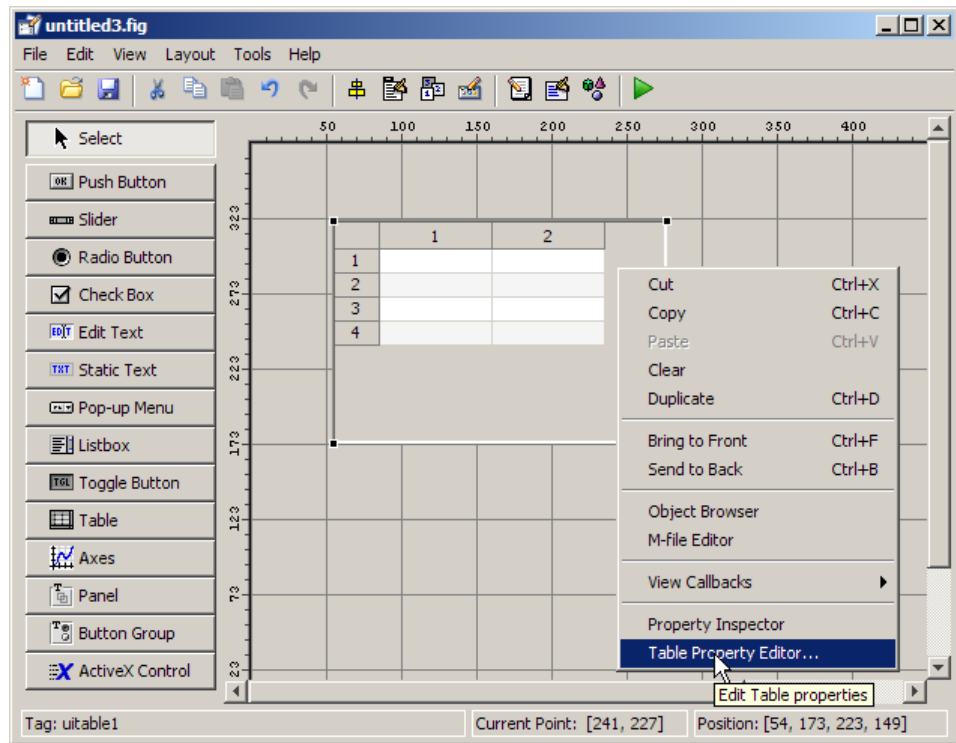 untitled3.fig
File Edit View Layout Tools Help
50 100 150 200 250 300 350 400
Select
OK Push Button
Slider
Radio Button
Check Box
EDIT Edit Text
TXT Static Text
Pop-up Menu
Listbox
TGL Toggle Button
Table
Axes
T Panel
T Button Group
X ActiveX Control
323
273
223
173
123
73
23
1 2
1
2
3
4
Cut Ctrl+X
Copy Ctrl+C
Paste Ctrl+V
Clear
Duplicate Ctrl+D
Bring to Front Ctrl+F
Send to Back Ctrl+B
Object Browser
M-file Editor
View Callbacks
Property Inspector
Table Property Editor...
Edit Table properties
Tag: uitable1 Current Point: [241, 227] Position: [54, 173, 223, 149]